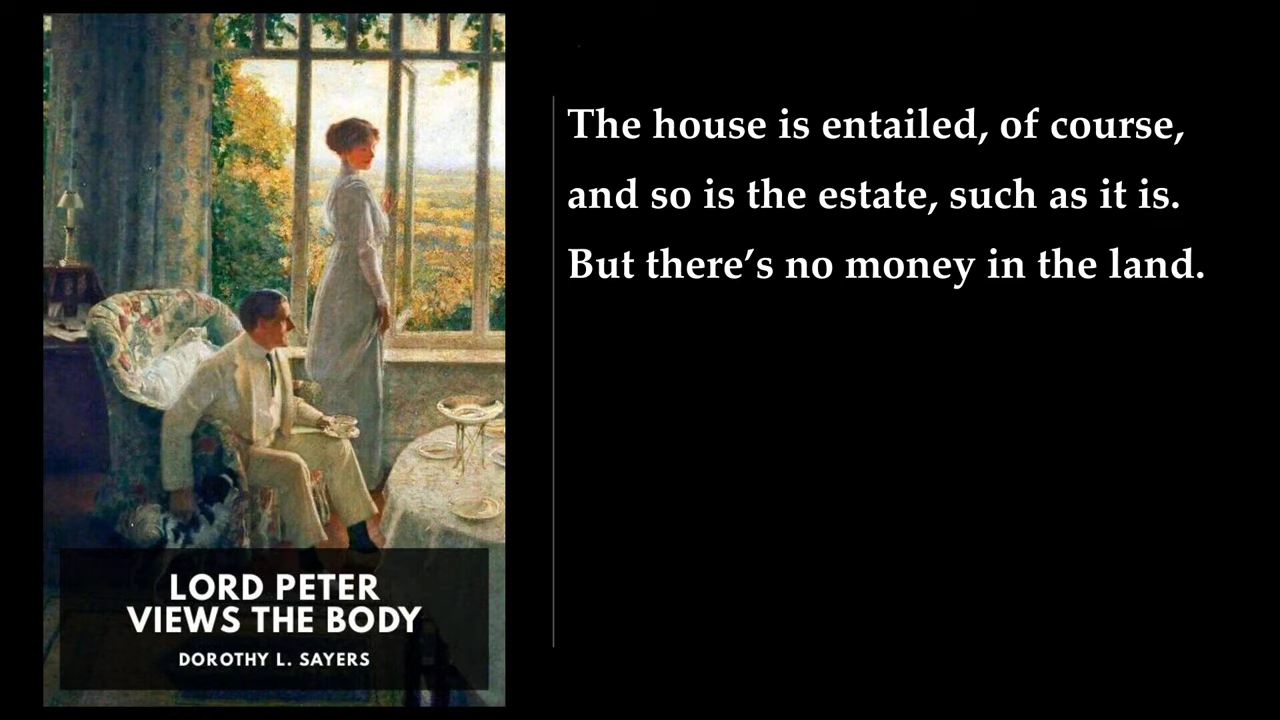 LORD PETER
VIEWS THE BODY
DOROTHY L. SAYERS
The house is entailed, of course,
and so is the estate, such as it is.
But there’s no money in the land.